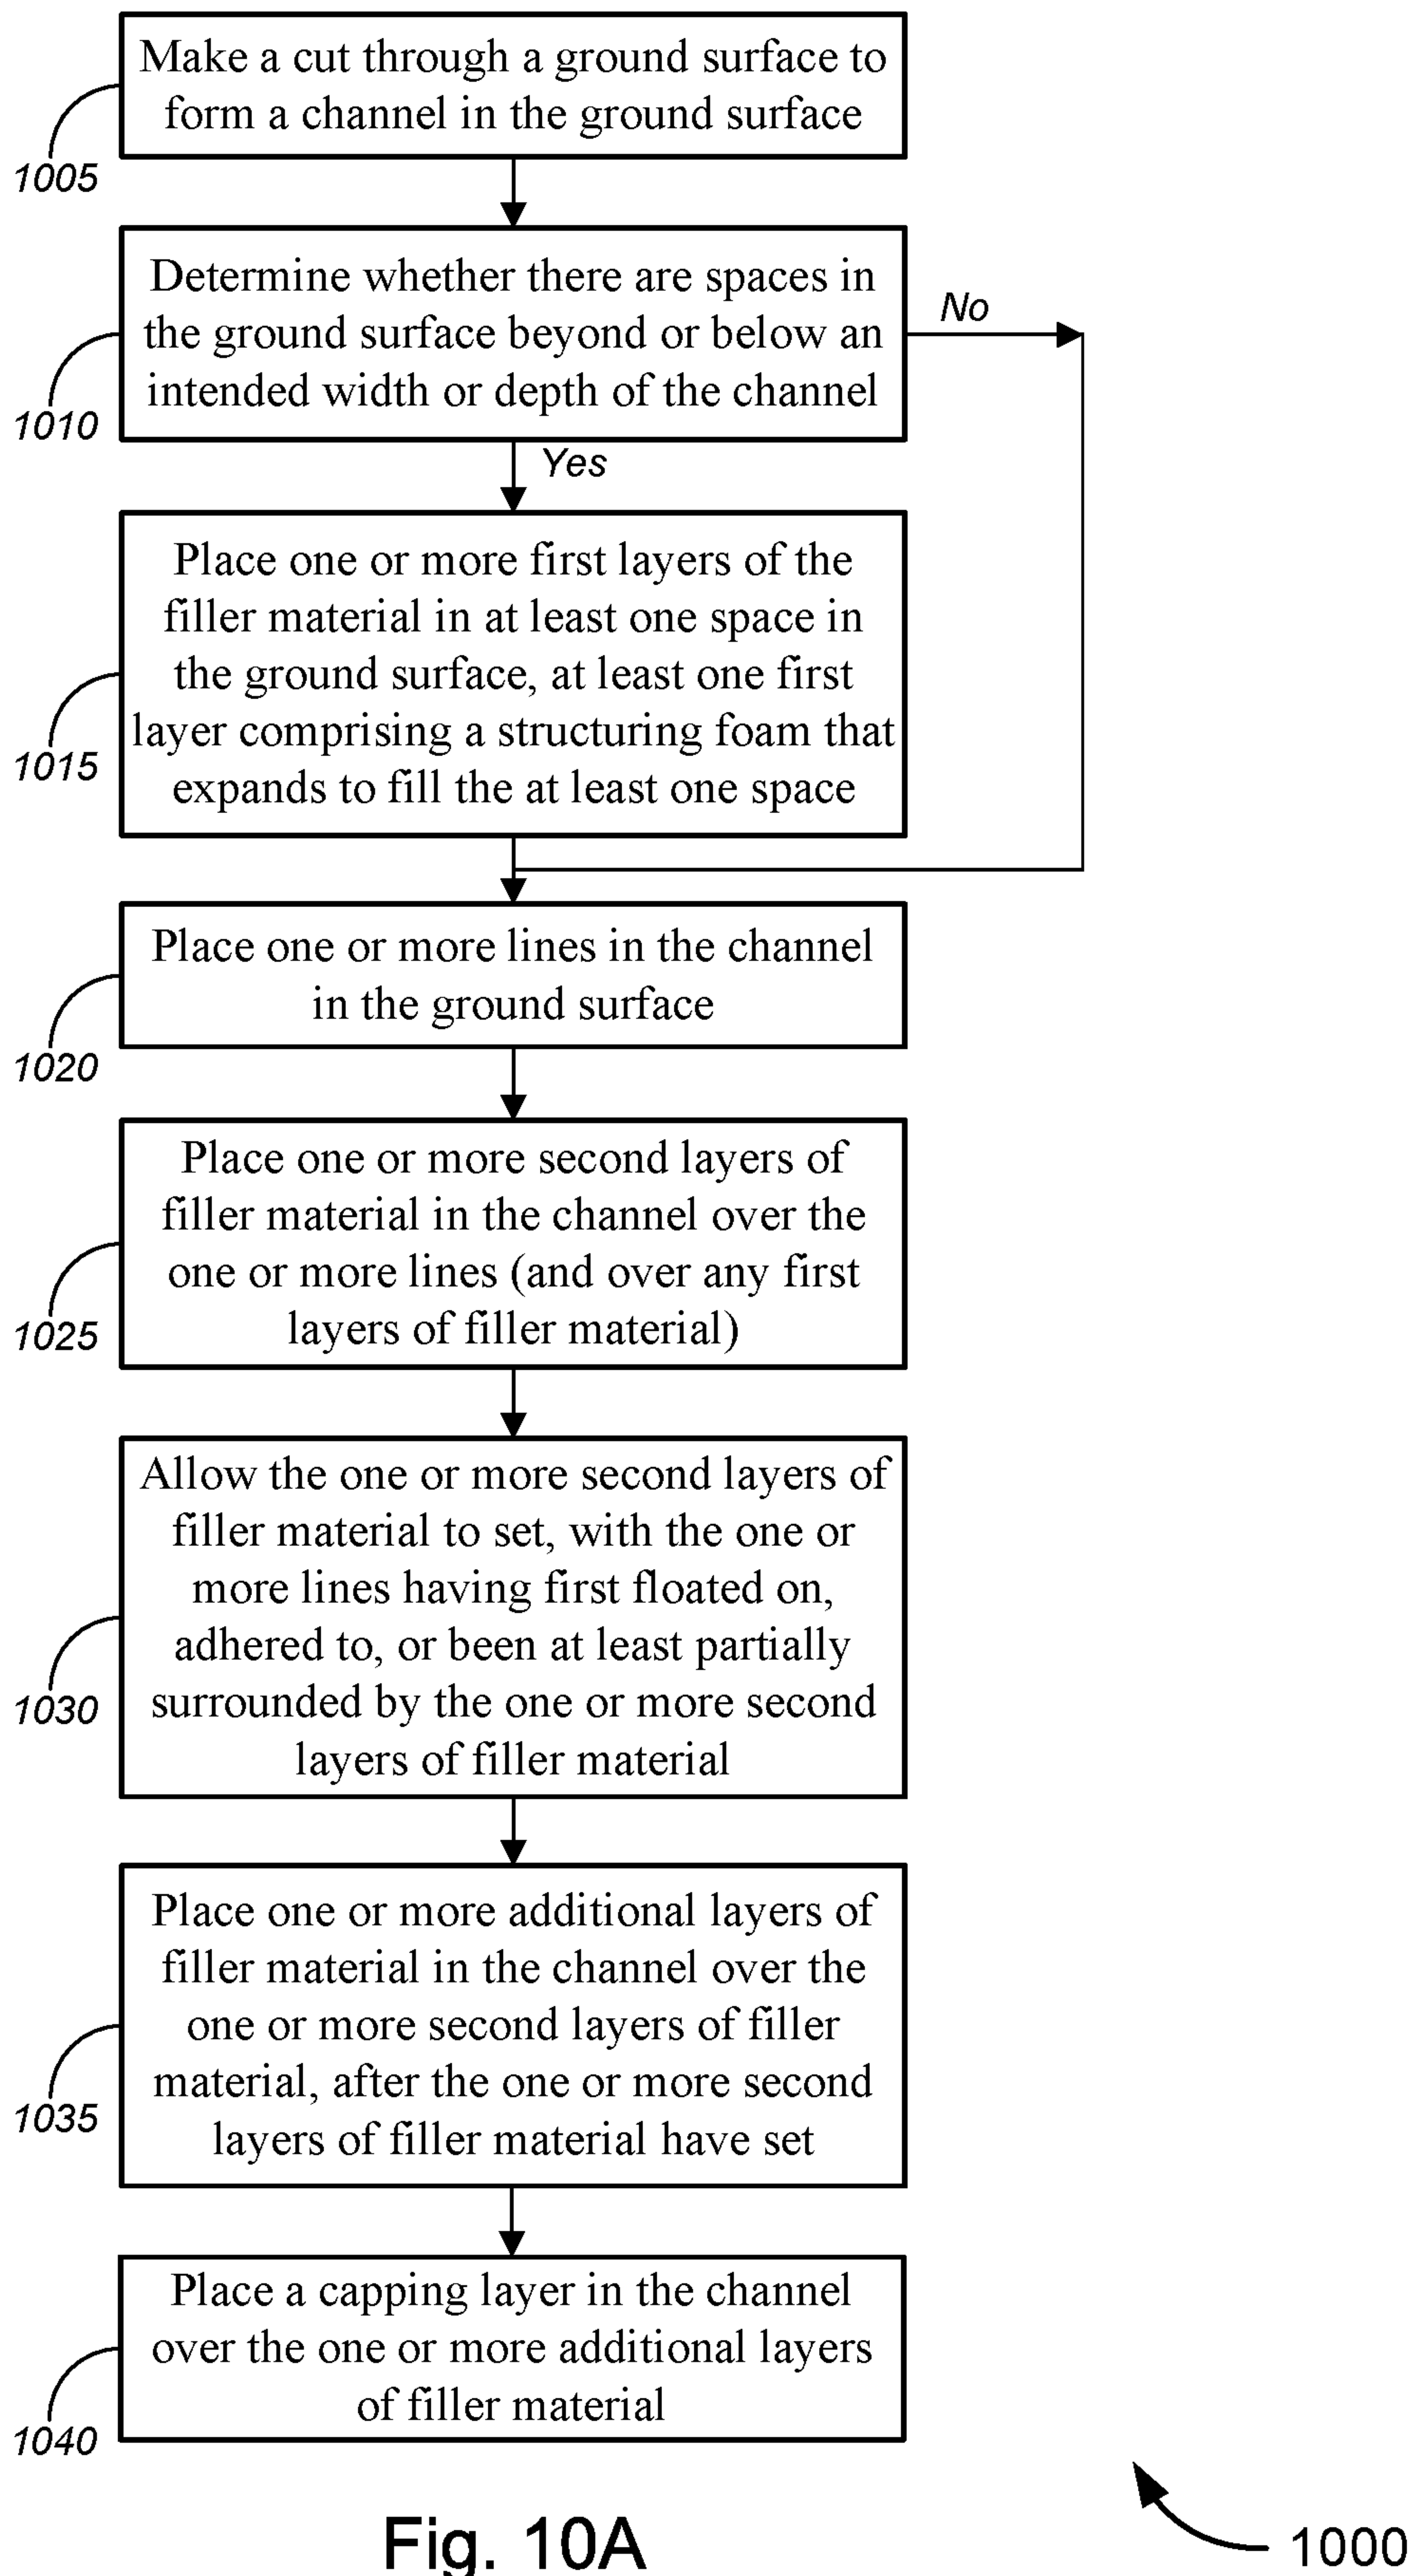 Make a cut through a ground surface to
form a channel in the ground surface
1005
Determine whether there are spaces in
the ground surface beyond or below an
intended width or depth of the channel
1010
No
Yes
Place one or more first layers of the
filler material in at least one space in
the ground surface, at least one first
layer comprising a structuring foam that
expands to fill the at least one space
1015
Place one or more lines in the channel
in the ground surface
1020
Place one or more second layers of
filler material in the channel over the
one or more lines (and over any first
layers of filler material)
1025
Allow the one or more second layers of
filler material to set, with the one or
more lines having first floated on,
adhered to, or been at least partially
surrounded by the one or more second
layers of filler material
1030
Place one or more additional layers of
filler material in the channel over the
one or more second layers of filler
material, after the one or more second
layers of filler material have set
1035
Place a capping layer in the channel
over the one or more additional layers
of filler material
1040
Fig. 10A
1000